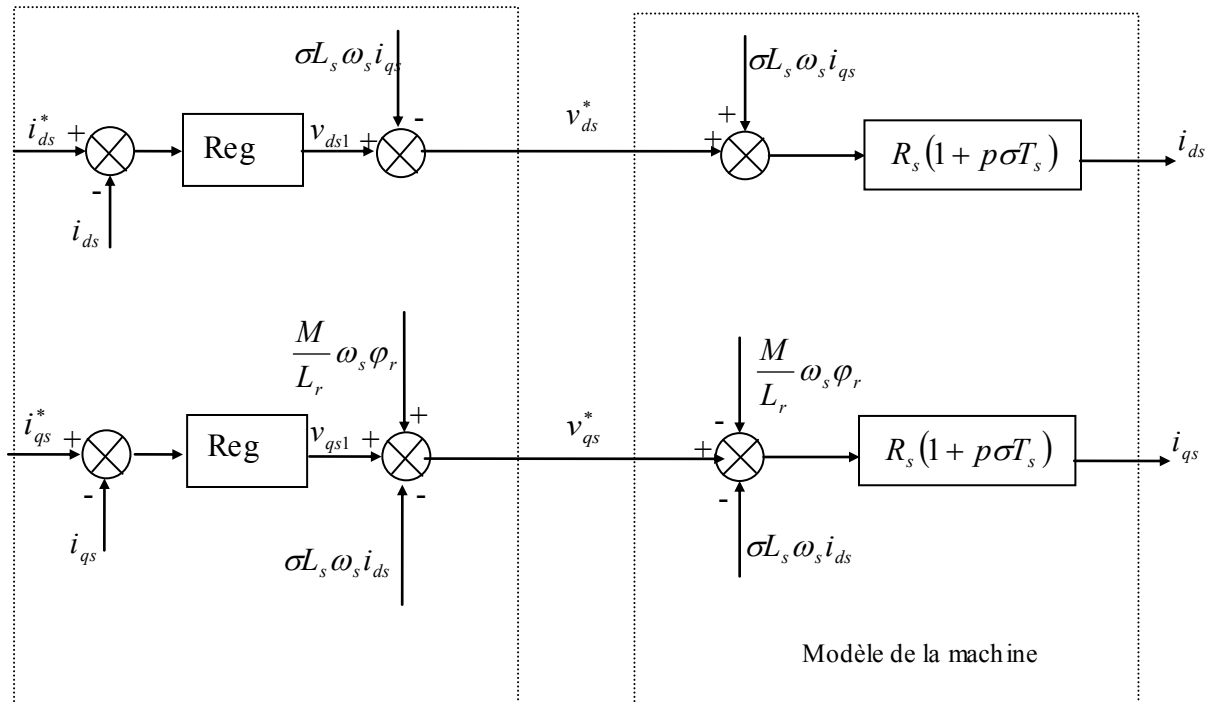 σL_s ω_s i_qs
-
i*_ds
+
-
i_ds
Reg
v_ds1
+
v*_ds
σL_s ω_s i_qs
+
+
R_s(1 + pσT_s)
i_ds
M/L_r ω_s φ_r
+
i*_qs
+
-
i_qs
Reg
v_qs1
+
-
σL_s ω_s i_ds
v*_qs
M/L_r ω_s φ_r
-
+
-
σL_s ω_s i_ds
R_s(1 + pσT_s)
i_qs
Modèle de la machine